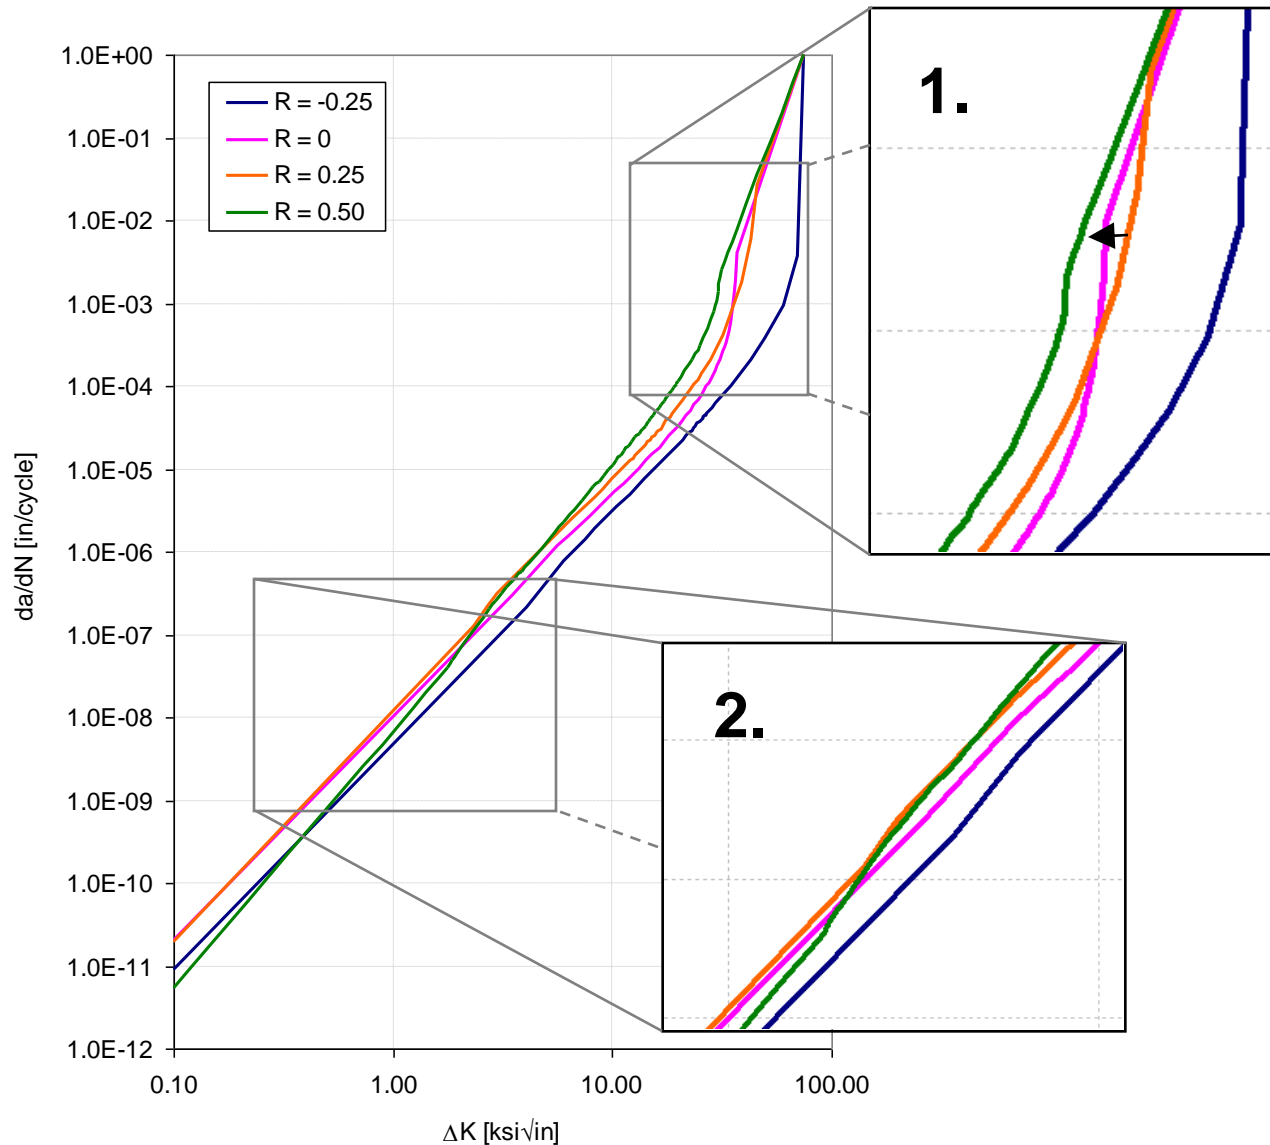 1.0E+00
1.0E-01
1.0E-02
1.0E-03
1.0E-04
1.0E-05
1.0E-06
1.0E-07
1.0E-08
1.0E-09
1.0E-10
1.0E-11
1.0E-12
da/dN [in/cycle]
R = -0.25
R = 0
R = 0.25
R = 0.50
1.
2.
0.10 1.00 10.00 100.00
ΔK [ksi√in]